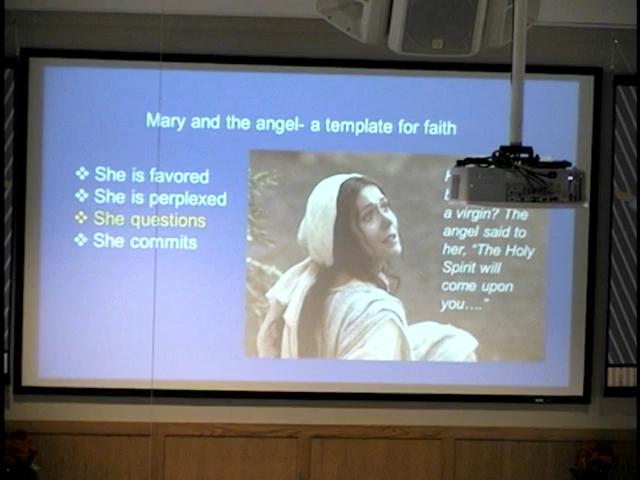 Mary and the angel- a template for faith
❖ She is favored
❖ She is perplexed
❖ She questions
❖ She commits
a virgin? The
angel said to
her, "The Holy
Spirit will
come upon
you…."